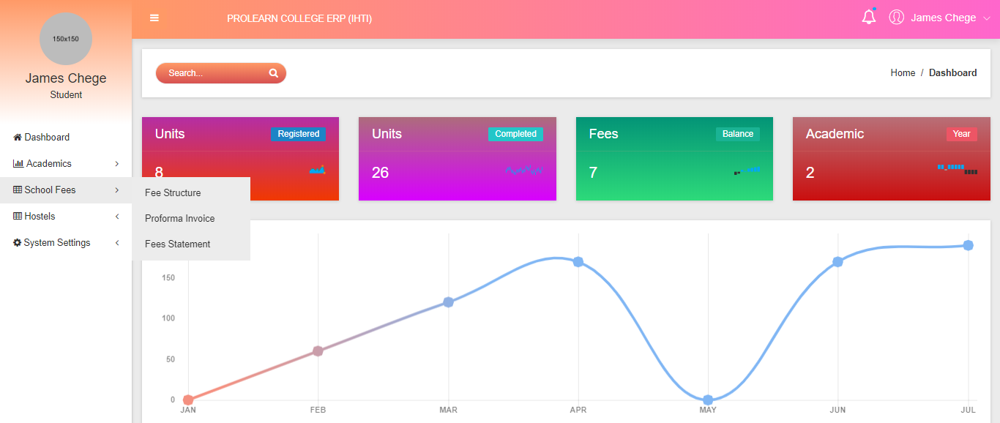 150x150
James Chege
Student
Dashboard
Academics
School Fees
Hostels
System Settings
Fee Structure
Proforma Invoice
Fees Statement
PROLEARN COLLEGE ERP (IHTI)
James Chege
Search...
Home / Dashboard
Units Registered
8
Units Completed
26
Fees Balance
7
Academic Year
2
150
100
50
0
JAN FEB MAR APR MAY JUN JUL